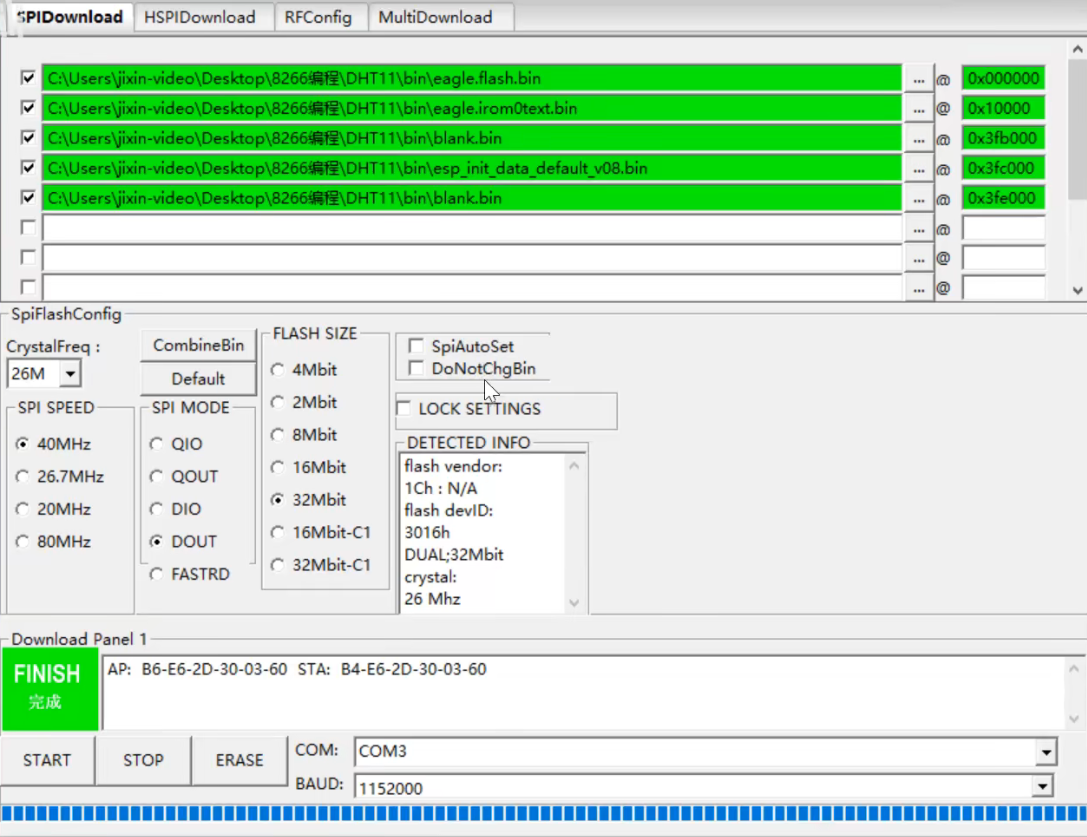 SPIDownload HSPIDownload RFConfig MultiDownload
C:\Users\jixin-video\Desktop\8266编程\DHT11\bin\eagle.flash.bin ... @ 0x000000
C:\Users\jixin-video\Desktop\8266编程\DHT11\bin\eagle.irom0text.bin ... @ 0x10000
C:\Users\jixin-video\Desktop\8266编程\DHT11\bin\blank.bin ... @ 0x3fb000
C:\Users\jixin-video\Desktop\8266编程\DHT11\bin\esp_init_data_default_v08.bin ... @ 0x3fc000
C:\Users\jixin-video\Desktop\8266编程\DHT11\bin\blank.bin ... @ 0x3fe000
... @
... @
... @
SpiFlashConfig
CrystalFreq :
26M
CombineBin
Default
SPI SPEED
40MHz
26.7MHz
20MHz
80MHz
SPI MODE
QIO
QOUT
DIO
DOUT
FASTRD
FLASH SIZE
4Mbit
2Mbit
8Mbit
16Mbit
32Mbit
16Mbit-C1
32Mbit-C1
SpiAutoSet
DoNotChgBin
LOCK SETTINGS
DETECTED INFO
flash vendor:
1Ch : N/A
flash devID:
3016h
DUAL;32Mbit
crystal:
26 Mhz
Download Panel 1
FINISH
完成
AP: B6-E6-2D-30-03-60 STA: B4-E6-2D-30-03-60
START STOP ERASE
COM: COM3
BAUD: 1152000